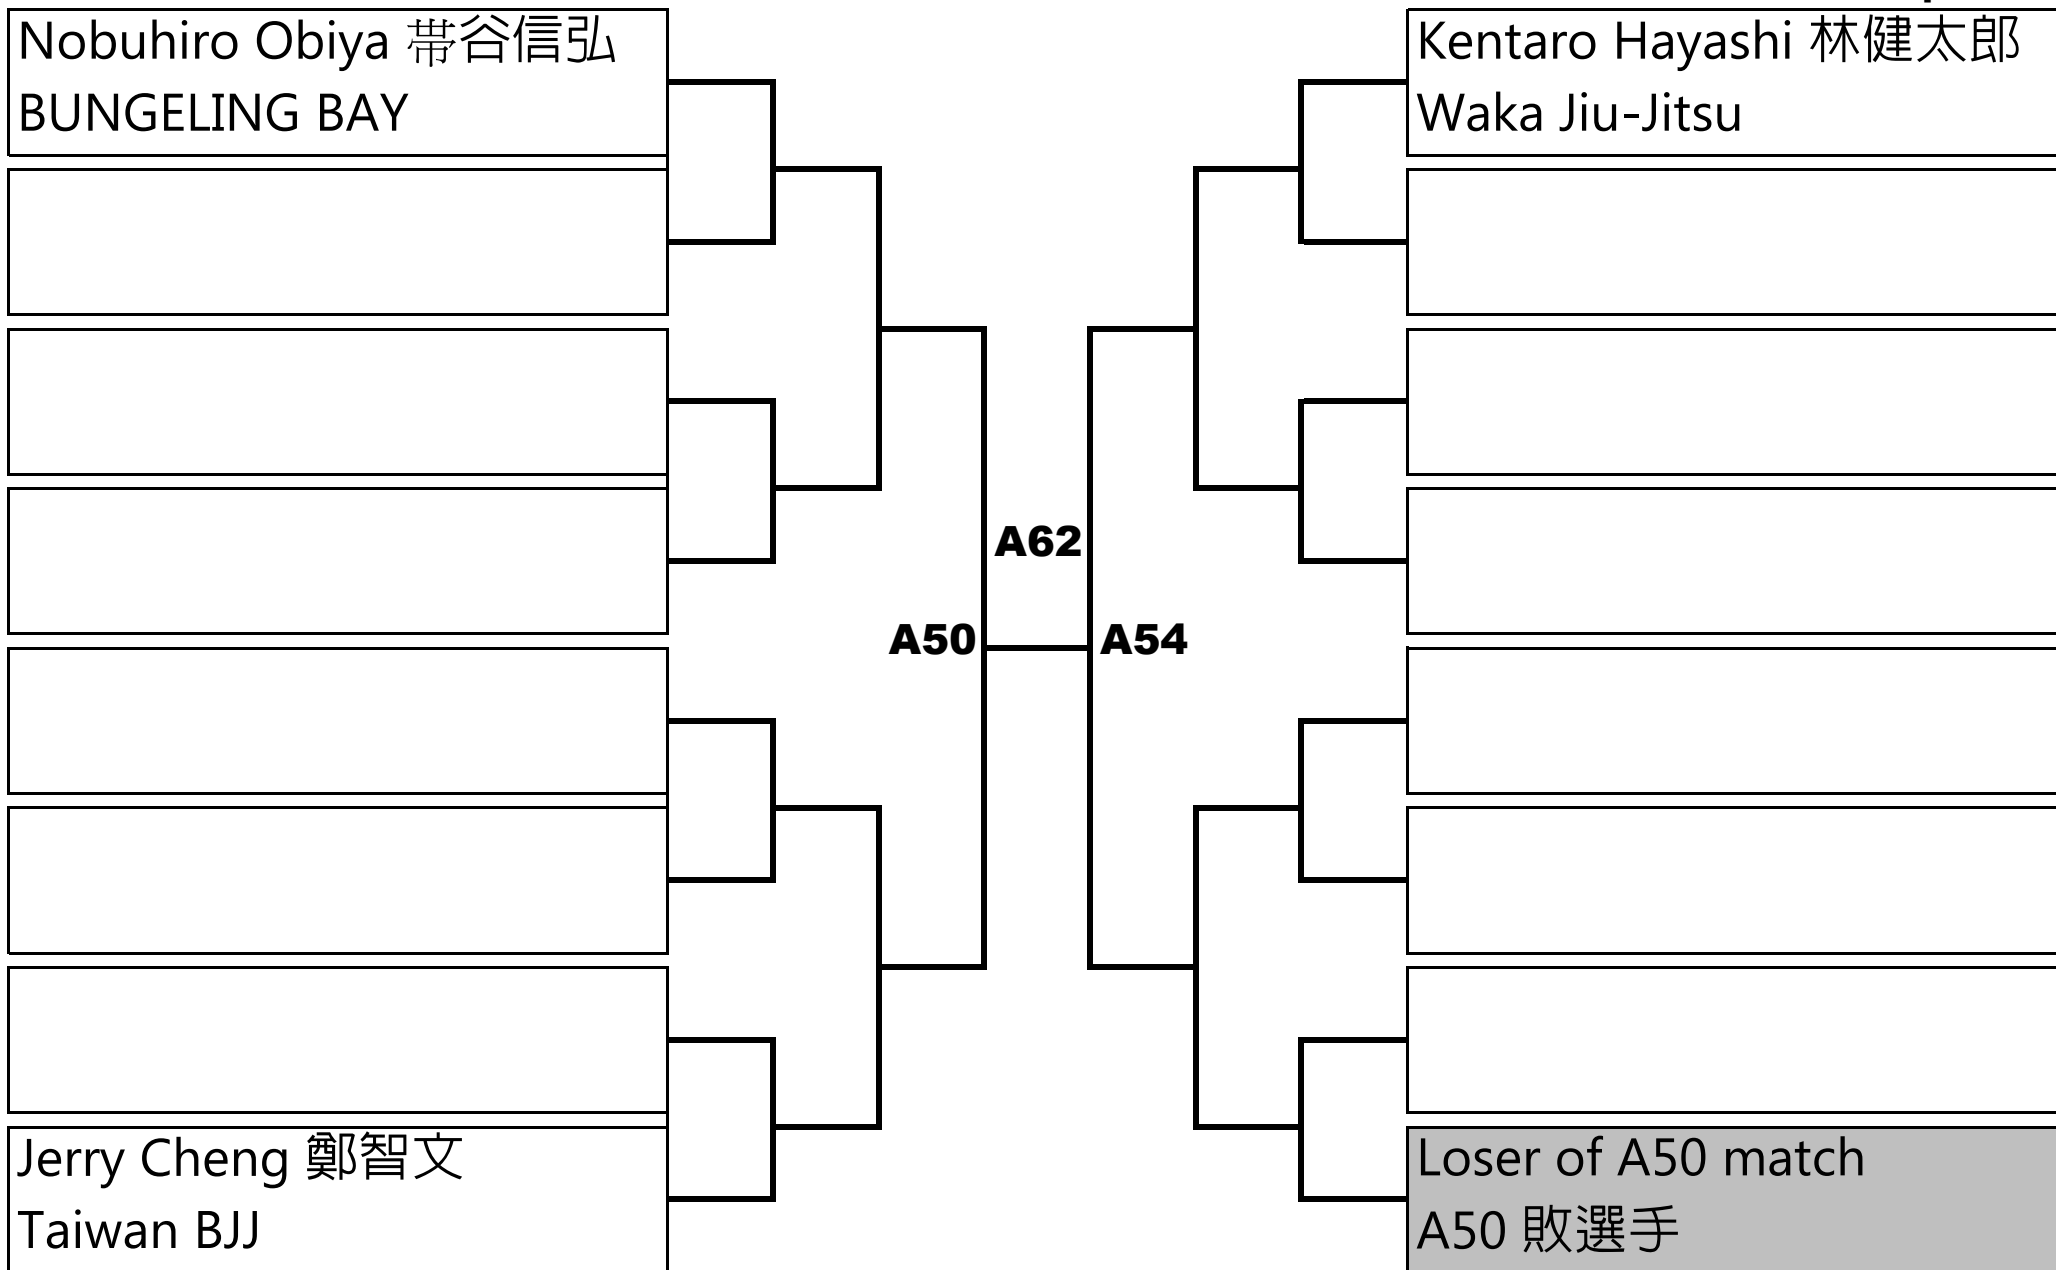 Nobuhiro Obiya 帯谷信弘
BUNGELING BAY
Kentaro Hayashi 林健太郎
Waka Jiu-Jitsu
A62
A50
A54
Jerry Cheng 鄭智文
Taiwan BJJ
Loser of A50 match
A50 敗選手